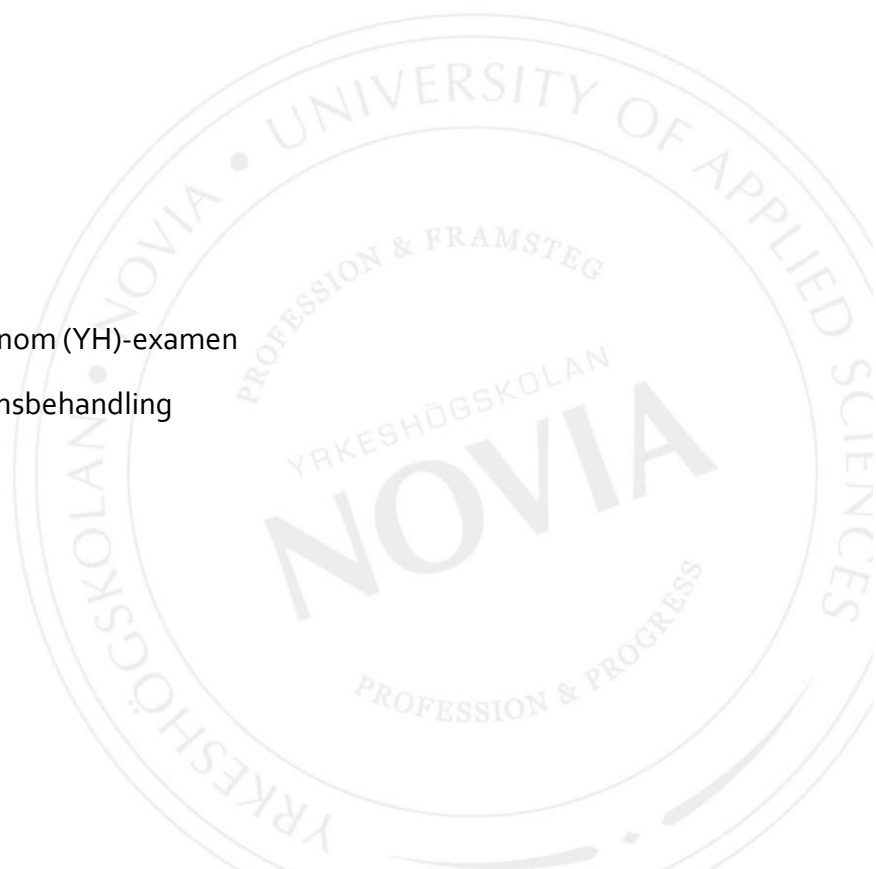 YRKESHÖGSKOLAN • NOVIA • UNIVERSITY OF APPLIED SCIENCES
PROFESSION & FRAMSTEG
nom (YH)-examen
nsbehandling
YRKESHÖGSKOLAN
NOVIA
PROFESSION & PROGRESS